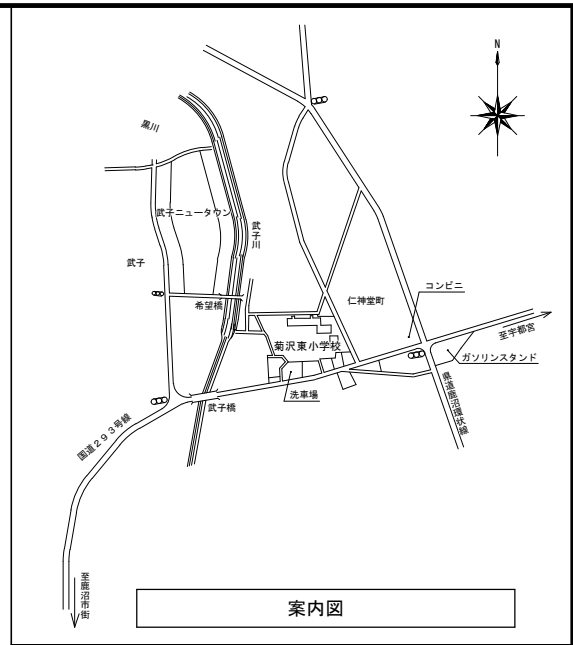 N
黒川
武子ニュータウン
武子川
武子
コンビニ
仁神堂町
希望橋
至宇都宮
菊沢東小学校
ガソリンスタンド
洗車場
県道鹿沼環状線
武子橋
国道293号線
至鹿沼市街
案内図